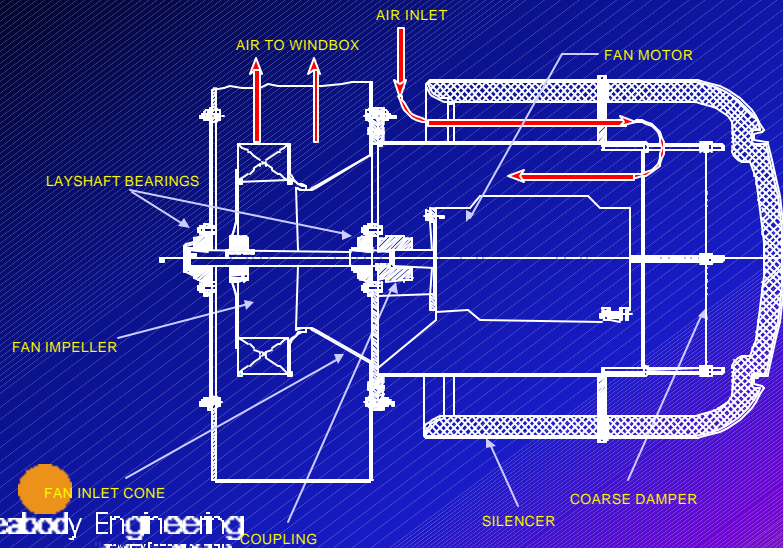 AIR INLET
AIR TO WINDBOX
FAN MOTOR
LAYSHAFT BEARINGS
FAN IMPELLER
FAN INLET CONE
COARSE DAMPER
SILENCER
Engineering
COUPLING